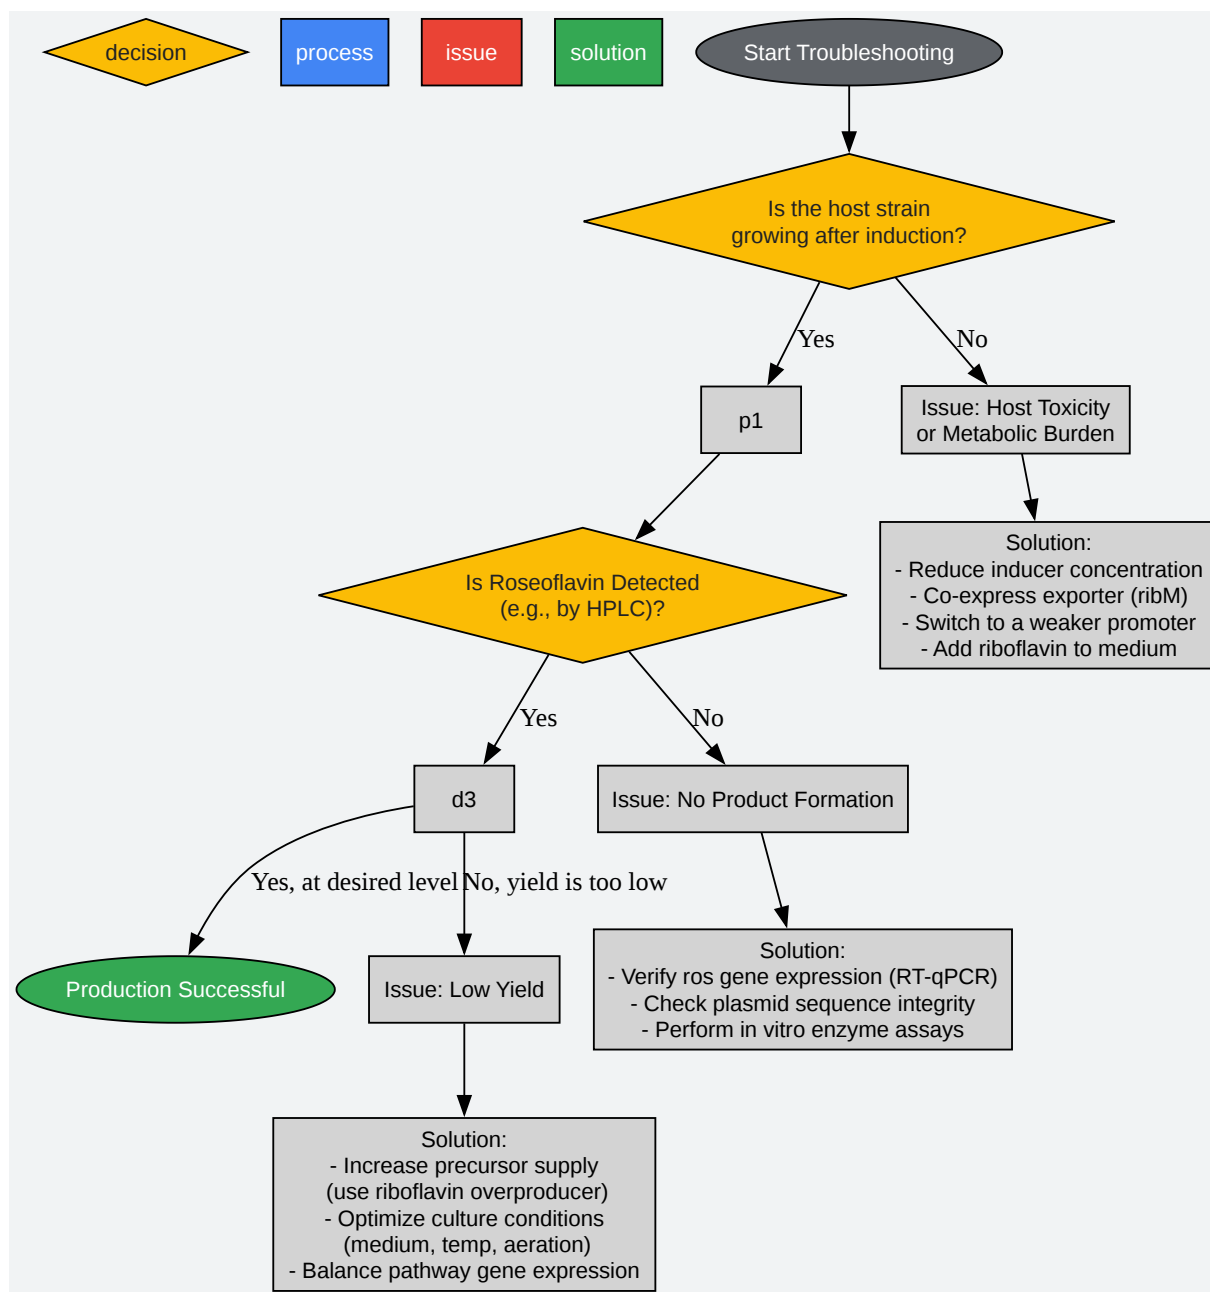 decision
process
issue
solution
Start Troubleshooting
Is the host strain
growing after induction?
Yes
No
p1
Issue: Host Toxicity
or Metabolic Burden
Solution:
- Reduce inducer concentration
- Co-express exporter (ribM)
- Switch to a weaker promoter
- Add riboflavin to medium
Is Roseoflavin Detected
(e.g., by HPLC)?
Yes
No
d3
Issue: No Product Formation
Yes, at desired level
No, yield is too low
Production Successful
Issue: Low Yield
Solution:
- Verify ros gene expression (RT-qPCR)
- Check plasmid sequence integrity
- Perform in vitro enzyme assays
Solution:
- Increase precursor supply
(use riboflavin overproducer)
- Optimize culture conditions
(medium, temp, aeration)
- Balance pathway gene expression